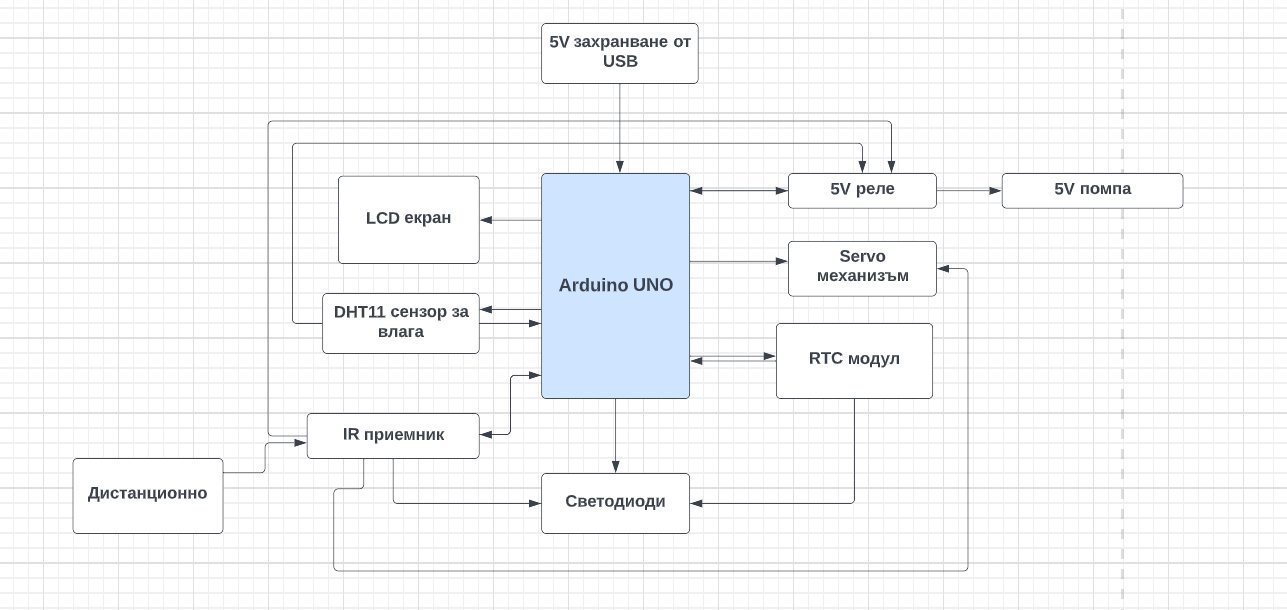 5V захранване от
USB
5V реле
5V помпа
LCD екран
Servo
механизъм
Arduino UNO
DHT11 сензор за
влага
RTC модул
IR приемник
Дистанционно
Светодиоди